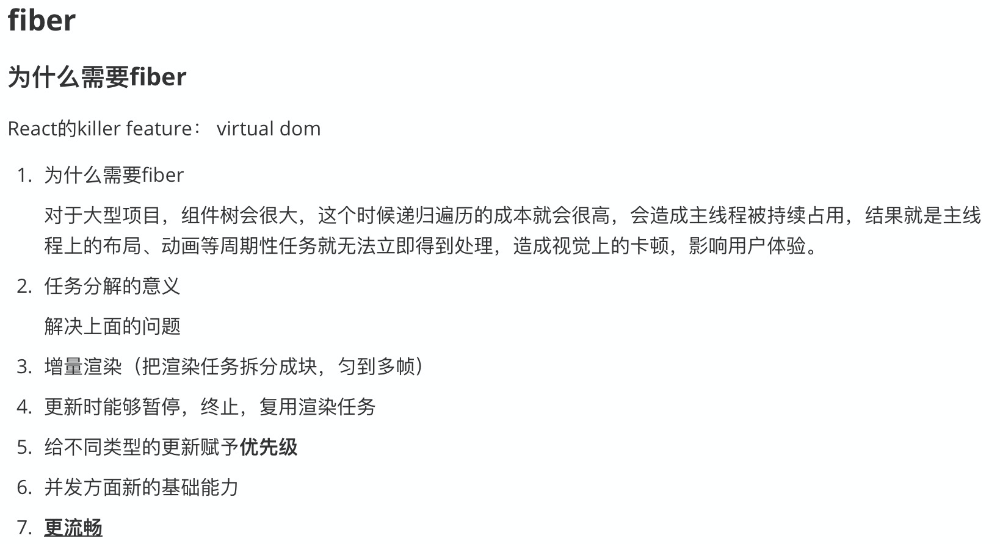 fiber
为什么需要fiber
React的killer feature： virtual dom
1. 为什么需要fiber
对于大型项目，组件树会很大，这个时候递归遍历的成本就会很高，会造成主线程被持续占用，结果就是主线
程上的布局、动画等周期性任务就无法立即得到处理，造成视觉上的卡顿，影响用户体验。
2. 任务分解的意义
解决上面的问题
3. 增量渲染（把渲染任务拆分成块，匀到多帧）
4. 更新时能够暂停，终止，复用渲染任务
5. 给不同类型的更新赋予优先级
6. 并发方面新的基础能力
7. 更流畅